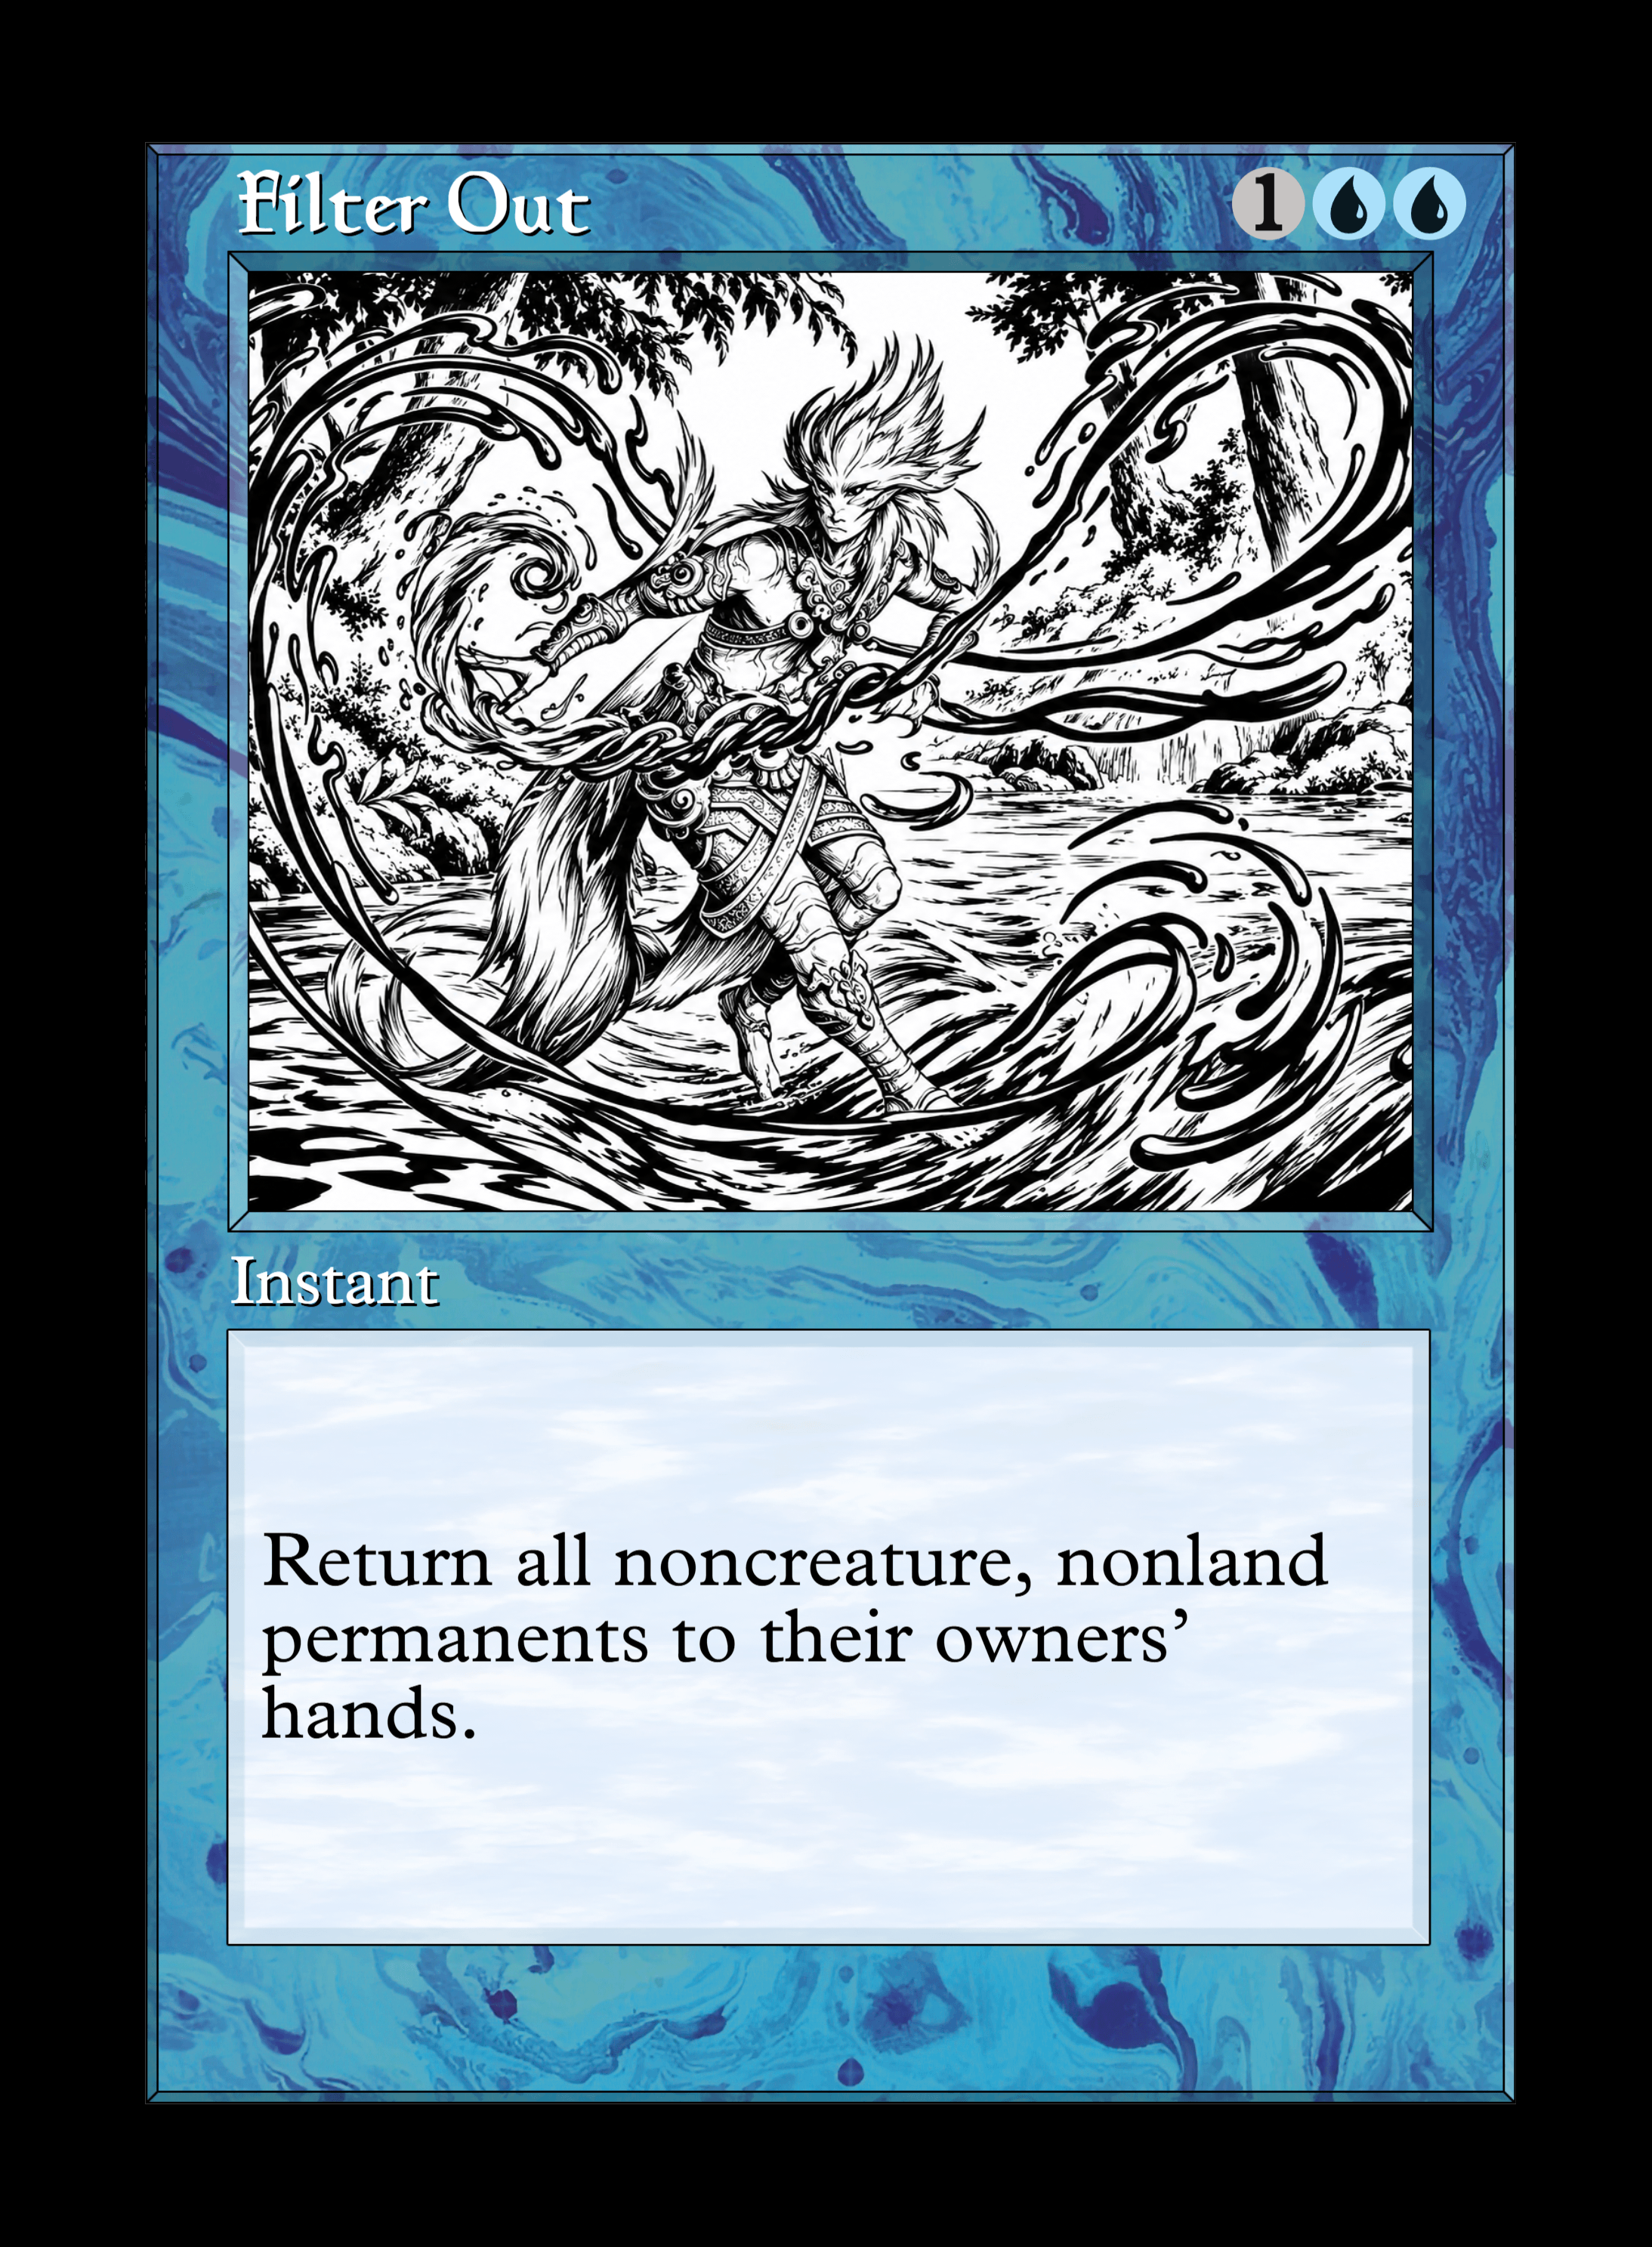 Filter Out 1
Instant
Return all noncreature, nonland
permanents to their owners’
hands.